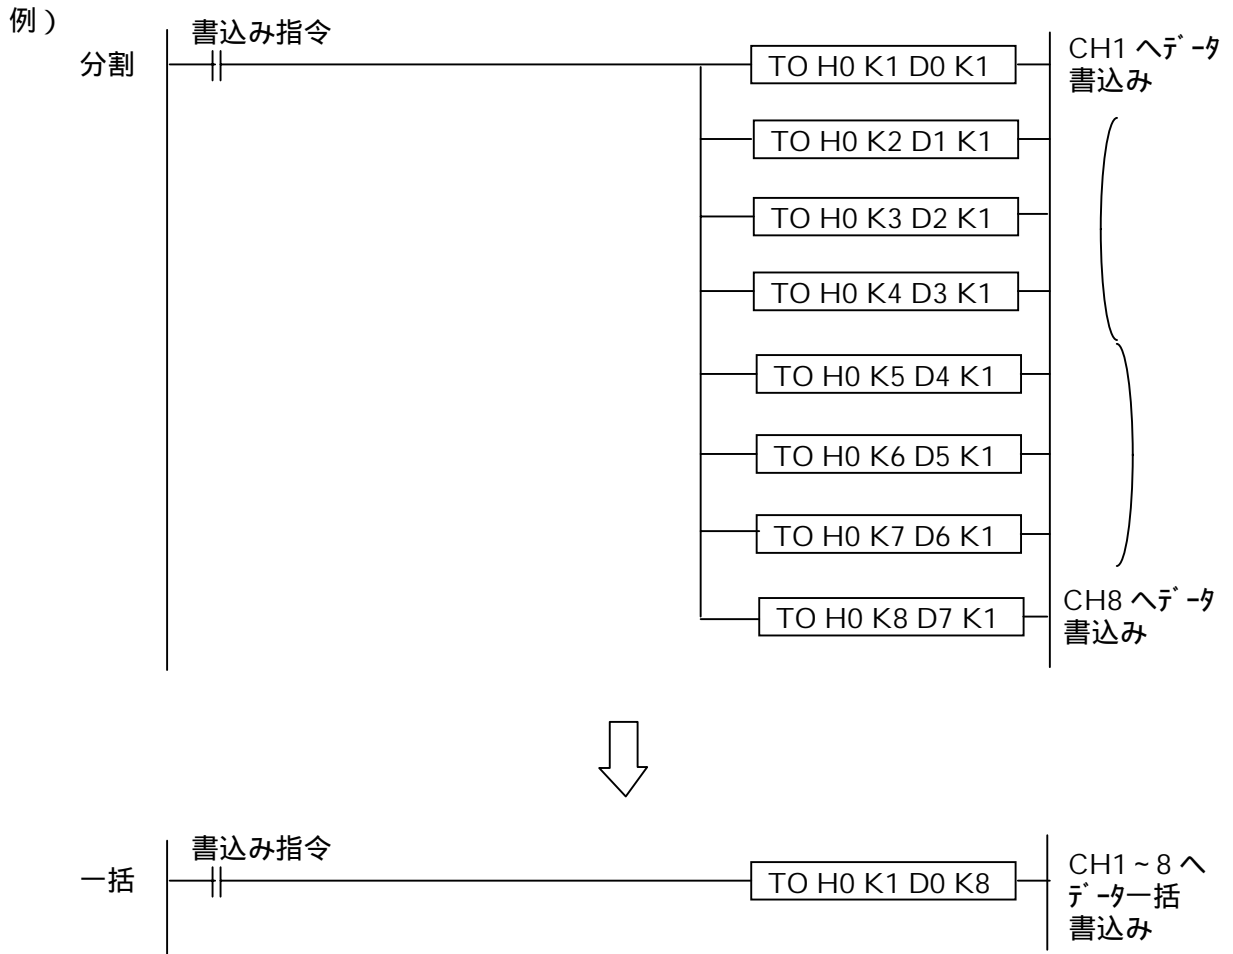 例）
分割
書込み指令
TO H0 K1 D0 K1
CH1 へﾃﾞｰﾀ
書込み
TO H0 K2 D1 K1
TO H0 K3 D2 K1
TO H0 K4 D3 K1
TO H0 K5 D4 K1
TO H0 K6 D5 K1
TO H0 K7 D6 K1
TO H0 K8 D7 K1
CH8 へﾃﾞｰﾀ
書込み
一括
書込み指令
TO H0 K1 D0 K8
CH1~8 へ
ﾃﾞｰﾀ一括
書込み